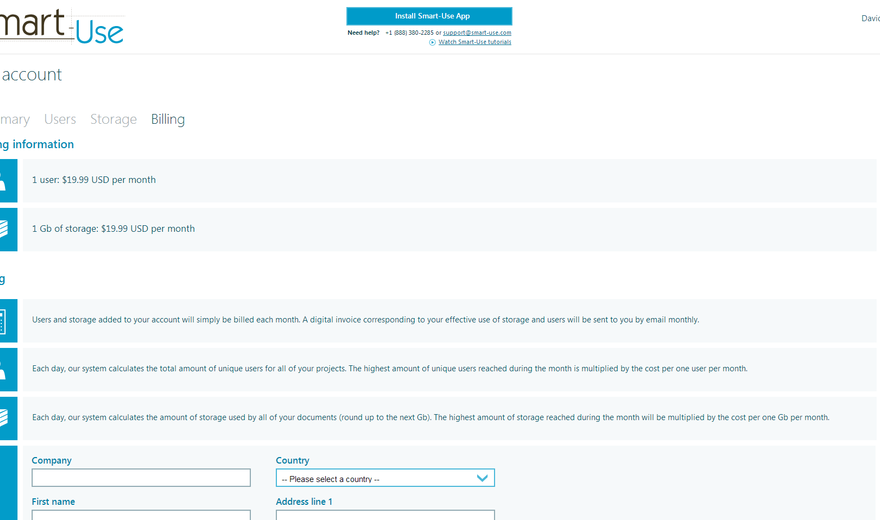 mart-Use
Install Smart-Use App
Need help? +1 (888) 380-2285 or support@smart-use.com
Watch Smart-Use tutorials
Davic
account
mary Users Storage Billing
ng information
1 user: $19.99 USD per month
1 Gb of storage: $19.99 USD per month
g
Users and storage added to your account will simply be billed each month. A digital invoice corresponding to your effective use of storage and users will be sent to you by email monthly.
Each day, our system calculates the total amount of unique users for all of your projects. The highest amount of unique users reached during the month is multiplied by the cost per one user per month.
Each day, our system calculates the amount of storage used by all of your documents (round up to the next Gb). The highest amount of storage reached during the month will be multiplied by the cost per one Gb per month.
Company Country
-- Please select a country --
First name Address line 1